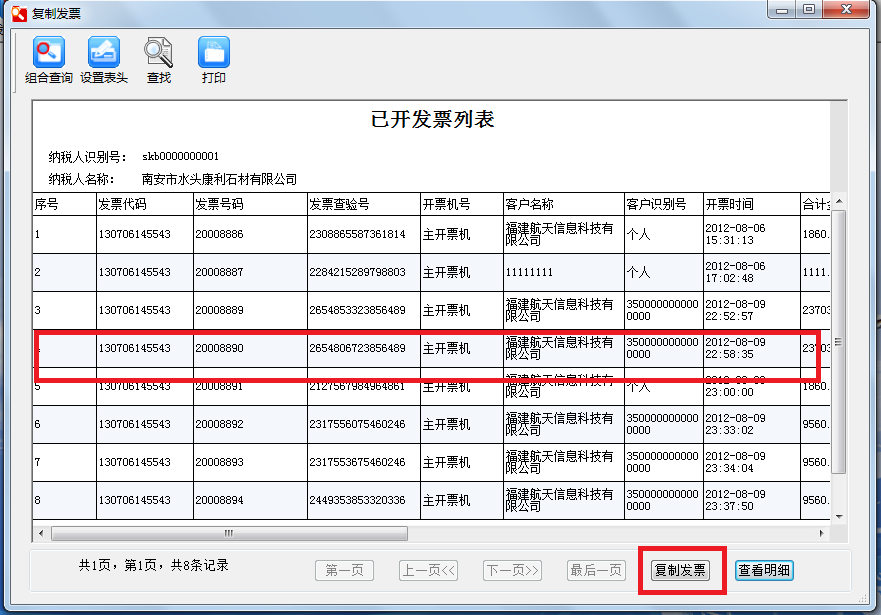 复制发票
组合查询 设置表头 查找 打印
已开发票列表
纳税人识别号: skb0000000001
纳税人名称: 南安市水头康利石材有限公司
序号 发票代码 发票号码 发票查验号 开票机号 客户名称 客户识别号 开票时间 合计
1 130706145543 20008886 2308865587361814 主开票机 福建航天信息科技有限公司 个人 2012-08-06 15:31:13 1860.
2 130706145543 20008887 2284215289798803 主开票机 11111111 个人 2012-08-06 17:02:48 1111.
3 130706145543 20008889 2654853323856489 主开票机 福建航天信息科技有限公司 350000000000000 2012-08-09 22:52:57 23703
130706145543 20008890 2654806723856489 主开票机 福建航天信息科技有限公司 350000000000000 2012-08-09 22:58:35 23703
5 130706145543 20008891 2127567984964861 主开票机 福建航天信息科技有限公司 个人 2012-08-09 23:00:00 1860.
6 130706145543 20008892 2317556075460246 主开票机 福建航天信息科技有限公司 350000000000000 2012-08-09 23:33:02 9560.
7 130706145543 20008893 2317553675460246 主开票机 福建航天信息科技有限公司 350000000000000 2012-08-09 23:34:04 9560.
8 130706145543 20008894 2449353853320336 主开票机 福建航天信息科技有限公司 350000000000000 2012-08-09 23:37:50 9560.
共1页，第1页，共8条记录 第一页 上一页<< 下一页>> 最后一页 复制发票 查看明细